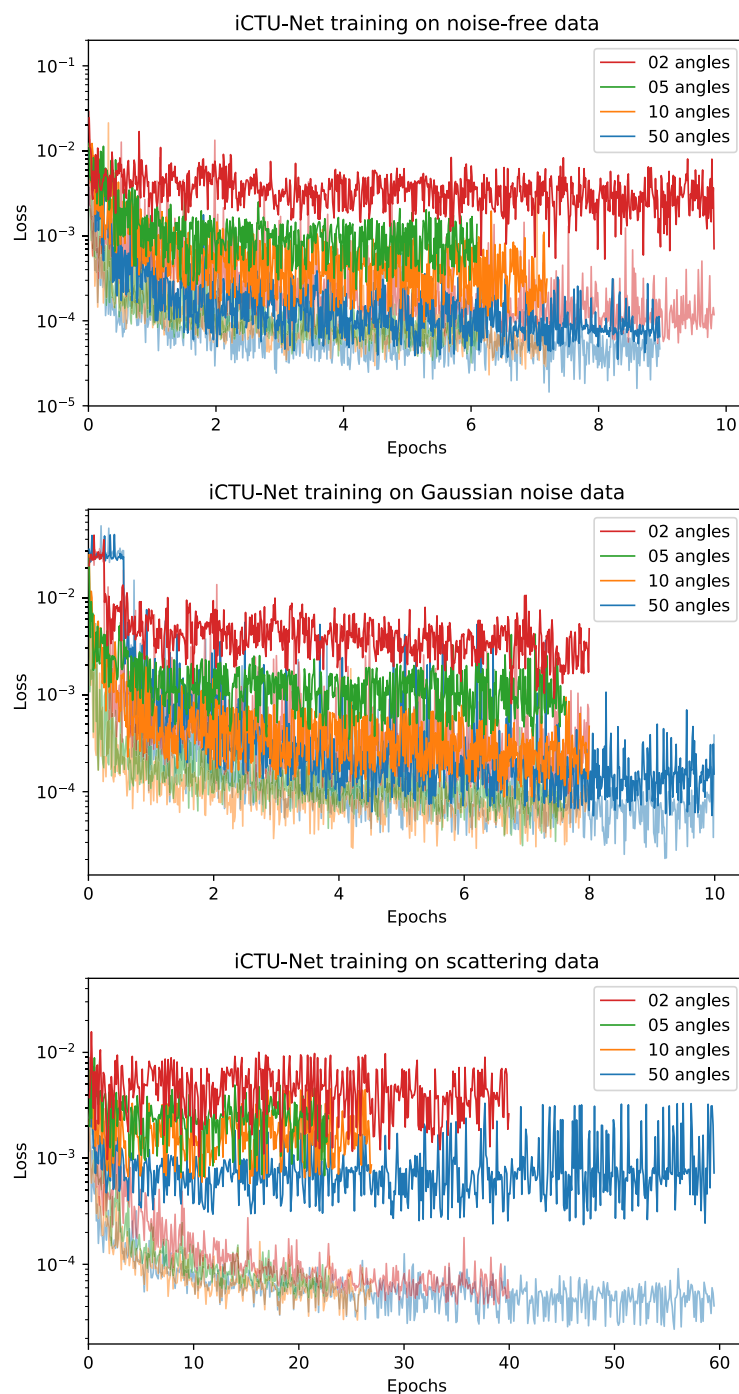 iCTU-Net training on noise-free data
02 angles
05 angles
10 angles
50 angles
10⁻¹
10⁻²
10⁻³
10⁻⁴
10⁻⁵
Loss
0 2 4 6 8 10
Epochs
iCTU-Net training on Gaussian noise data
02 angles
05 angles
10 angles
50 angles
10⁻²
10⁻³
10⁻⁴
Loss
0 2 4 6 8 10
Epochs
iCTU-Net training on scattering data
02 angles
05 angles
10 angles
50 angles
10⁻²
10⁻³
10⁻⁴
Loss
0 10 20 30 40 50 60
Epochs